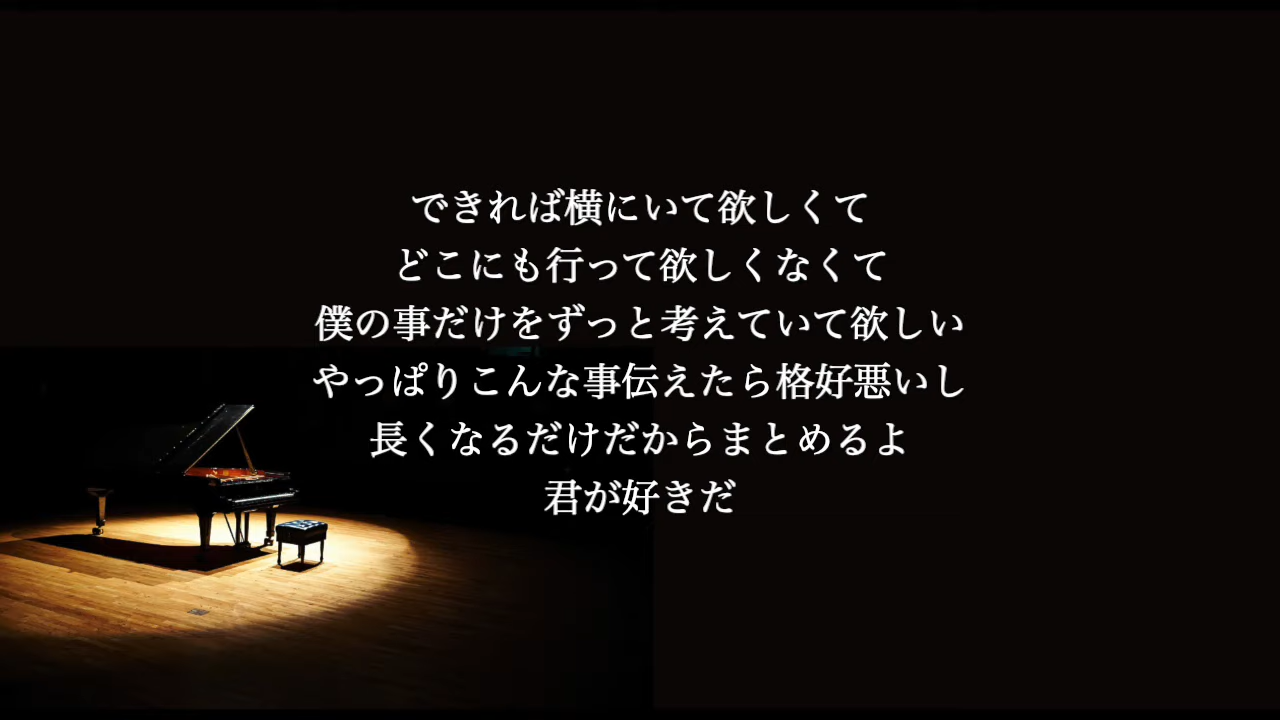 できれば横にいて欲しくて
どこにも行って欲しくなくて
僕の事だけをずっと考えていて欲しい
やっぱりこんな事伝えたら格好悪いし
長くなるだけだからまとめるよ
君が好きだ